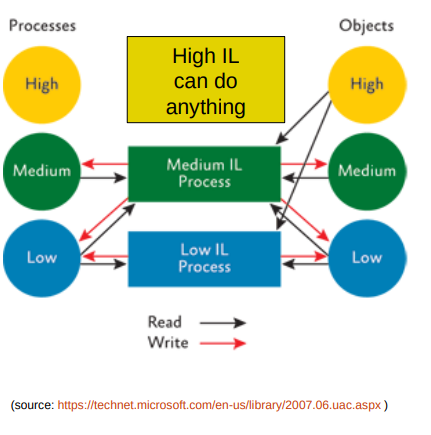 Processes
Objects
High IL
can do
anything
High
High
Medium
Medium IL
Process
Medium
Low
Low IL
Process
Low
Read
Write
(source: https://technet.microsoft.com/en-us/library/2007.06.uac.aspx )